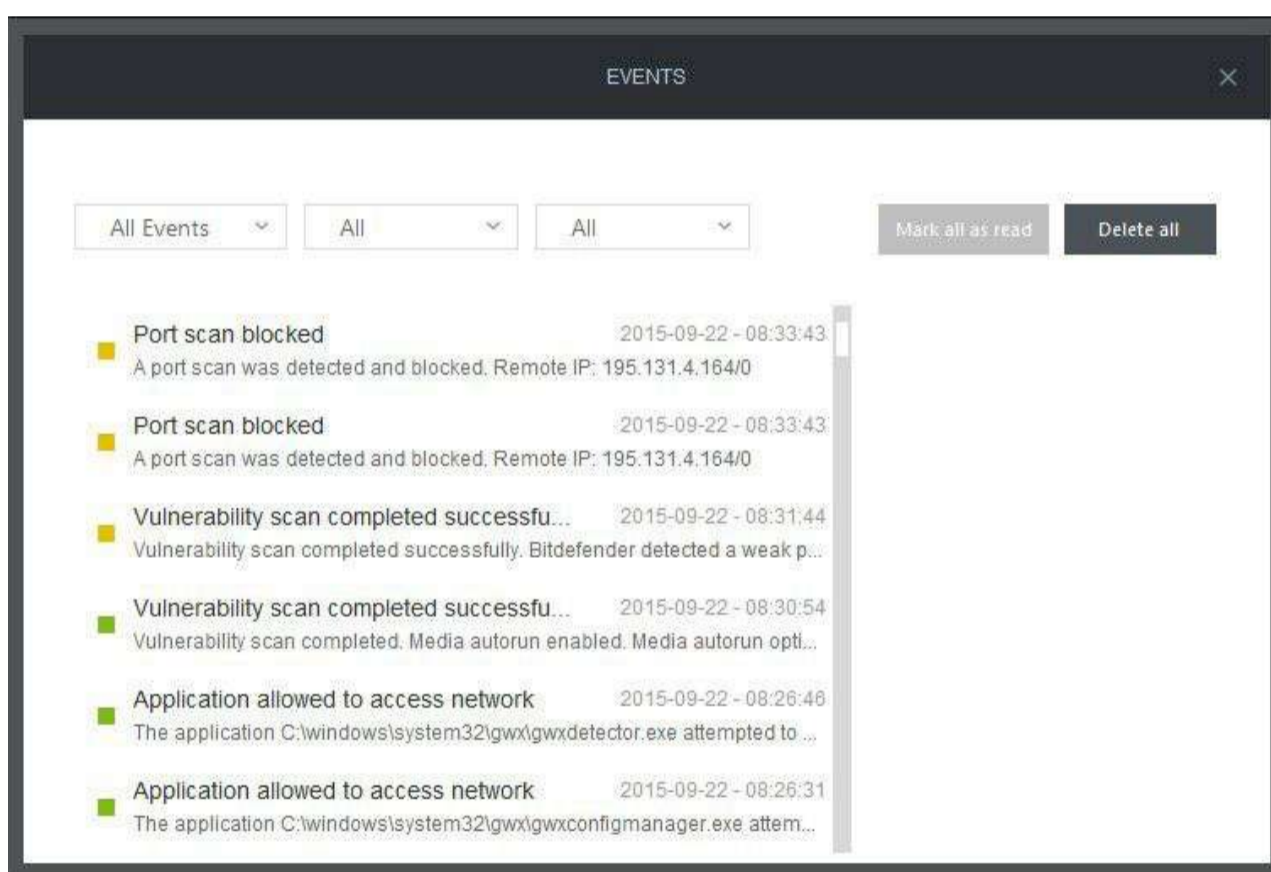 EVENTS
All Events All All Mark all as read Delete all
Port scan blocked 2015-09-22 - 08:33:43
A port scan was detected and blocked. Remote IP: 195.131.4.164/0
Port scan blocked 2015-09-22 - 08:33:43
A port scan was detected and blocked. Remote IP: 195.131.4.164/0
Vulnerability scan completed successfu... 2015-09-22 - 08:31:44
Vulnerability scan completed successfully. Bitdefender detected a weak p...
Vulnerability scan completed successfu... 2015-09-22 - 08:30:54
Vulnerability scan completed. Media autorun enabled. Media autorun opti...
Application allowed to access network 2015-09-22 - 08:26:46
The application C:\windows\system32\gwx\gwxdetector.exe attempted to ...
Application allowed to access network 2015-09-22 - 08:26:31
The application C:\windows\system32\gwx\gwxconfigmanager.exe attem...